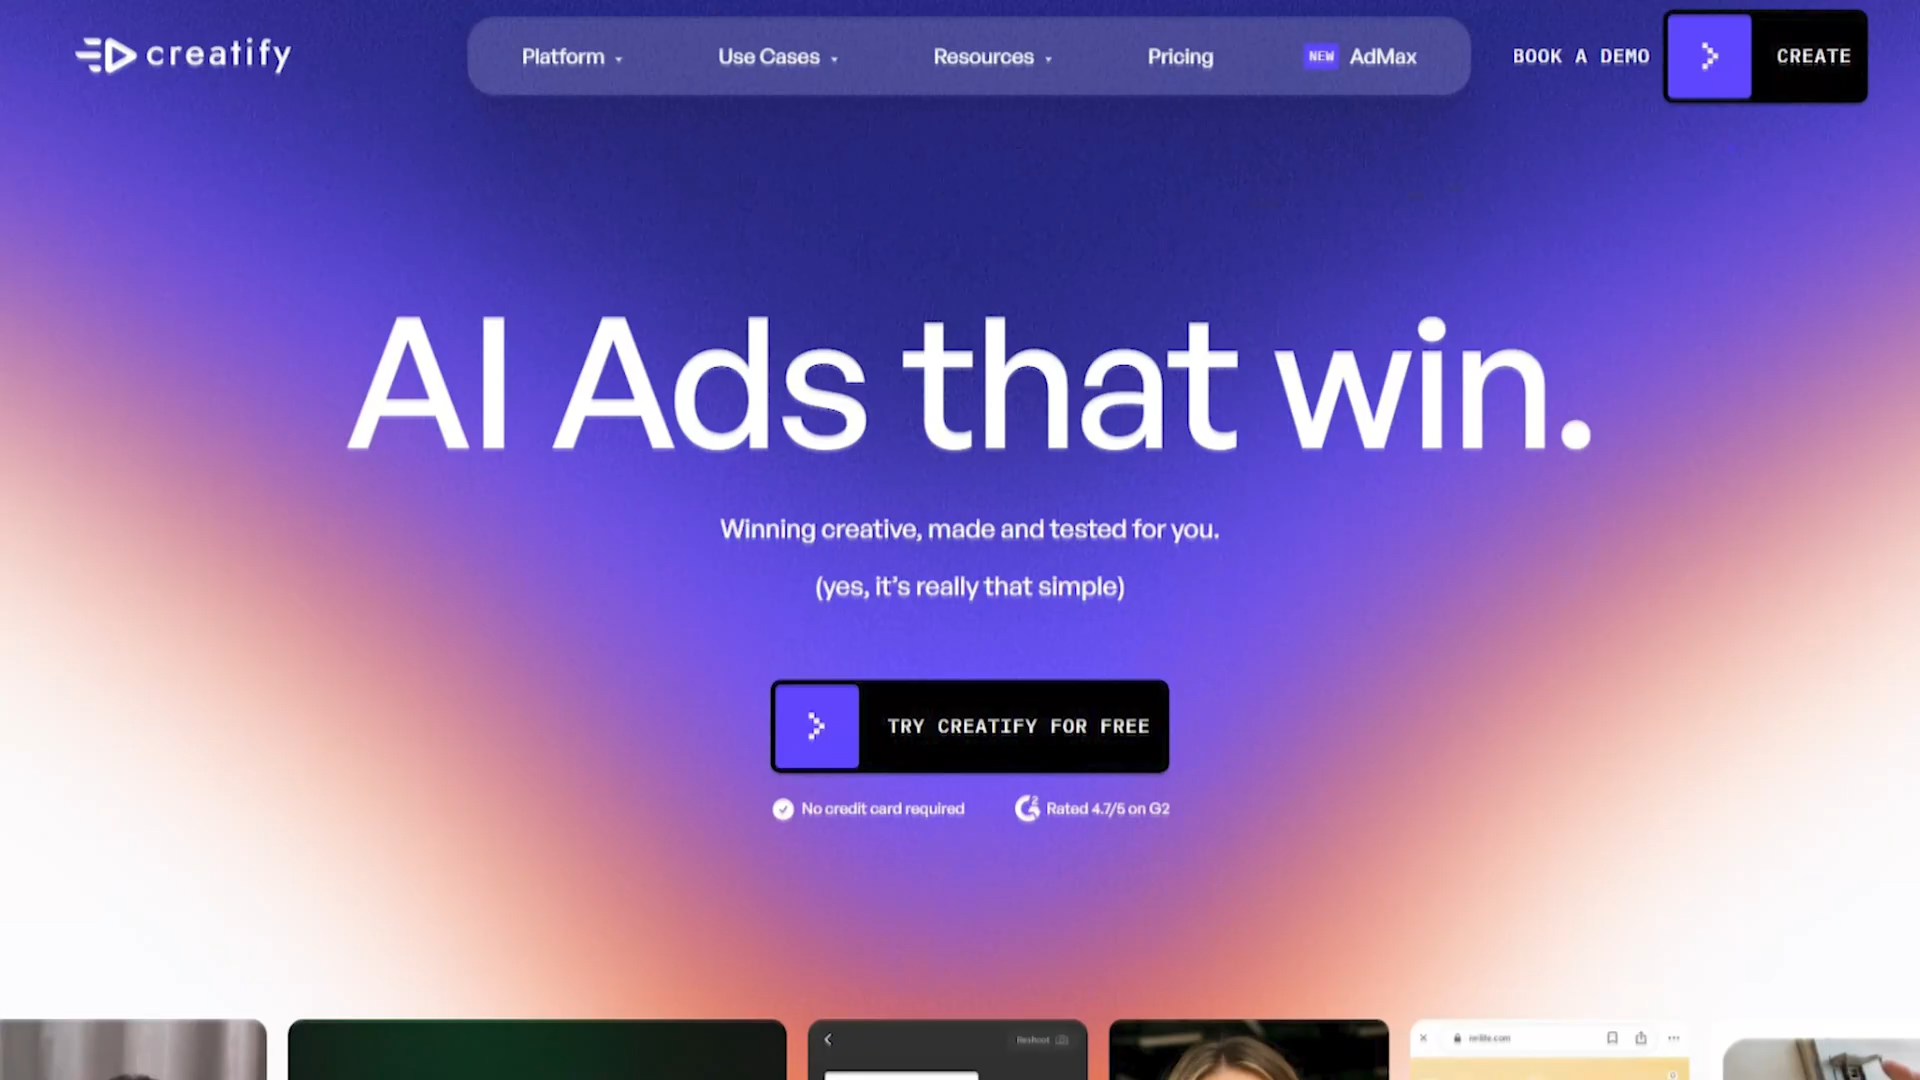 creatify
Platform
Use Cases
Resources
Pricing
NEW AdMax
BOOK A DEMO
CREATE
AI Ads that win.
Winning creative, made and tested for you.
(yes, it's really that simple)
TRY CREATIFY FOR FREE
No credit card required
Rated 4.7/5 on G2
Reshoot